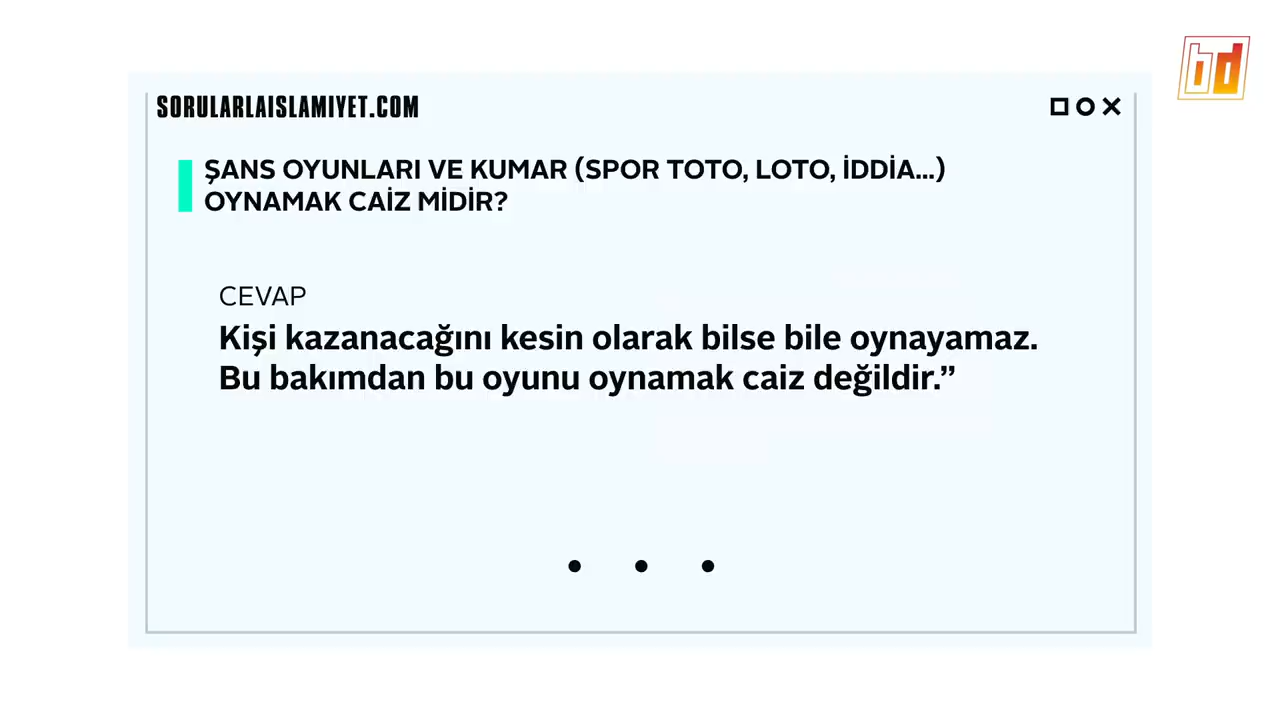 bd
SORULARLAISLAMIYET.COM
ŞANS OYUNLARI VE KUMAR (SPOR TOTO, LOTO, İDDİA...)
OYNAMAK CAİZ MİDİR?
CEVAP
Kişi kazanacağını kesin olarak bilse bile oynayamaz.
Bu bakımdan bu oyunu oynamak caiz değildir.”